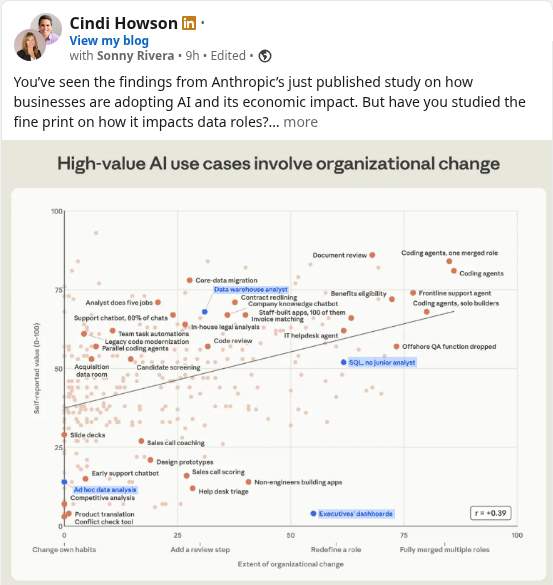 Cindi Howson in •
View my blog
with Sonny Rivera • 9h • Edited •
You’ve seen the findings from Anthropic’s just published study on how
businesses are adopting AI and its economic impact. But have you studied the
fine print on how it impacts data roles?... more
High-value AI use cases involve organizational change
100
Document review
Coding agents, one merged role
Coding agents
Core-data migration
75
Data warehouse analyst
Benefits eligibility
Frontline support agent
Analyst does five jobs
Contract redlining
Company knowledge chatbot
Coding agents, solo builders
Support chatbot, 80% of chats
Staff-built apps, 100 of them
Invoice matching
In-house legal analysis
Team task automations
IT helpdesk agent
Legacy code modernization
Code review
Parallel coding agents
Offshore QA function dropped
Self-reported value (0–100)
50
Acquisition
data room
Candidate screening
SQL, no junior analyst
Slide decks
Sales call coaching
25
Design prototypes
Early support chatbot
Sales call scoring
Non-engineers building apps
Ad hoc data analysis
Help desk triage
Competitive analysis
Product translation
Executives' dashboards
r = +0.39
Conflict check tool
0
0 25 50 75 100
Change own habits Add a review step Redefine a role Fully merged multiple roles
Extent of organizational change